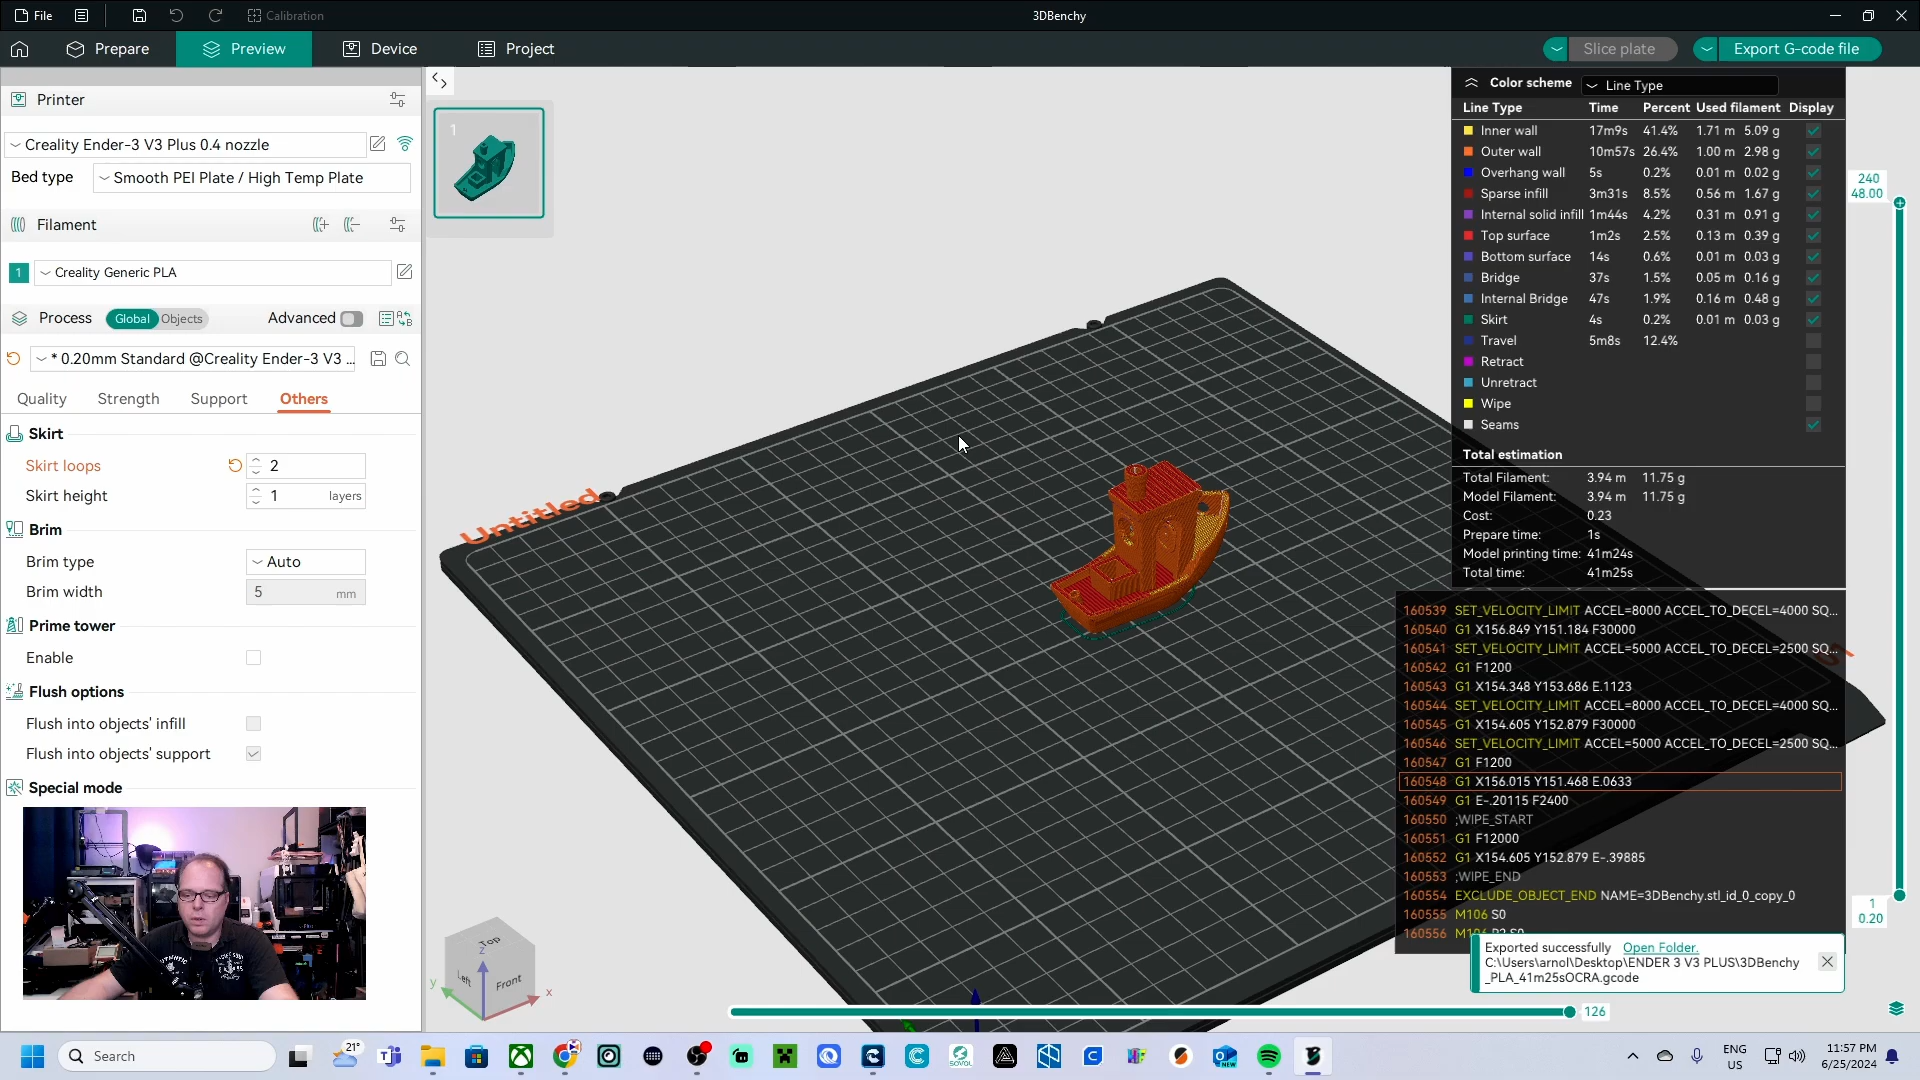 File
Calibration
3DBenchy
Prepare
Preview
Device
Project
Slice plate
Export G-code file
Printer
Creality Ender-3 V3 Plus 0.4 nozzle
Bed type
Smooth PEI Plate / High Temp Plate
Filament
1
Creality Generic PLA
Process
Global
Objects
Advanced
* 0.20mm Standard @Creality Ender-3 V3 ...
Quality
Strength
Support
Others
Skirt
Skirt loops
2
Skirt height
1
layers
Brim
Brim type
Auto
Brim width
5
mm
Prime tower
Enable
Flush options
Flush into objects' infill
Flush into objects' support
Special mode
1
Untitled
Top
Left
Front
z
y
x
Color scheme
Line Type
Line Type Time Percent Used filament Display
Inner wall 17m9s 41.4% 1.71 m 5.09 g
Outer wall 10m57s 26.4% 1.00 m 2.98 g
Overhang wall 5s 0.2% 0.01 m 0.02 g
Sparse infill 3m31s 8.5% 0.56 m 1.67 g
Internal solid infill 1m44s 4.2% 0.31 m 0.91 g
Top surface 1m2s 2.5% 0.13 m 0.39 g
Bottom surface 14s 0.6% 0.01 m 0.03 g
Bridge 37s 1.5% 0.05 m 0.16 g
Internal Bridge 47s 1.9% 0.16 m 0.48 g
Skirt 4s 0.2% 0.01 m 0.03 g
Travel 5m8s 12.4%
Retract
Unretract
Wipe
Seams
Total estimation
Total Filament: 3.94 m 11.75 g
Model Filament: 3.94 m 11.75 g
Cost: 0.23
Prepare time: 1s
Model printing time: 41m24s
Total time: 41m25s
240
48.00
160539 SET_VELOCITY_LIMIT ACCEL=8000 ACCEL_TO_DECEL=4000 SQ...
160540 G1 X156.849 Y151.184 F30000
160541 SET_VELOCITY_LIMIT ACCEL=5000 ACCEL_TO_DECEL=2500 SQ...
160542 G1 F1200
160543 G1 X154.348 Y153.686 E.1123
160544 SET_VELOCITY_LIMIT ACCEL=8000 ACCEL_TO_DECEL=4000 SQ...
160545 G1 X154.605 Y152.879 F30000
160546 SET_VELOCITY_LIMIT ACCEL=5000 ACCEL_TO_DECEL=2500 SQ...
160547 G1 F1200
160548 G1 X156.015 Y151.468 E.0633
160549 G1 E-.20115 F2400
160550 ;WIPE_START
160551 G1 F12000
160552 G1 X154.605 Y152.879 E-.39885
160553 ;WIPE_END
160554 EXCLUDE_OBJECT_END NAME=3DBenchy.stl_id_0_copy_0
160555 M106 S0
160556 M106 P2 S0
1
0.20
Exported successfully Open Folder.
C:\Users\arnol\Desktop\ENDER 3 V3 PLUS\3DBenchy
_PLA_41m25sOCRA.gcode
126
Search
21°
SOVOL
ENG
US
11:57 PM
6/25/2024